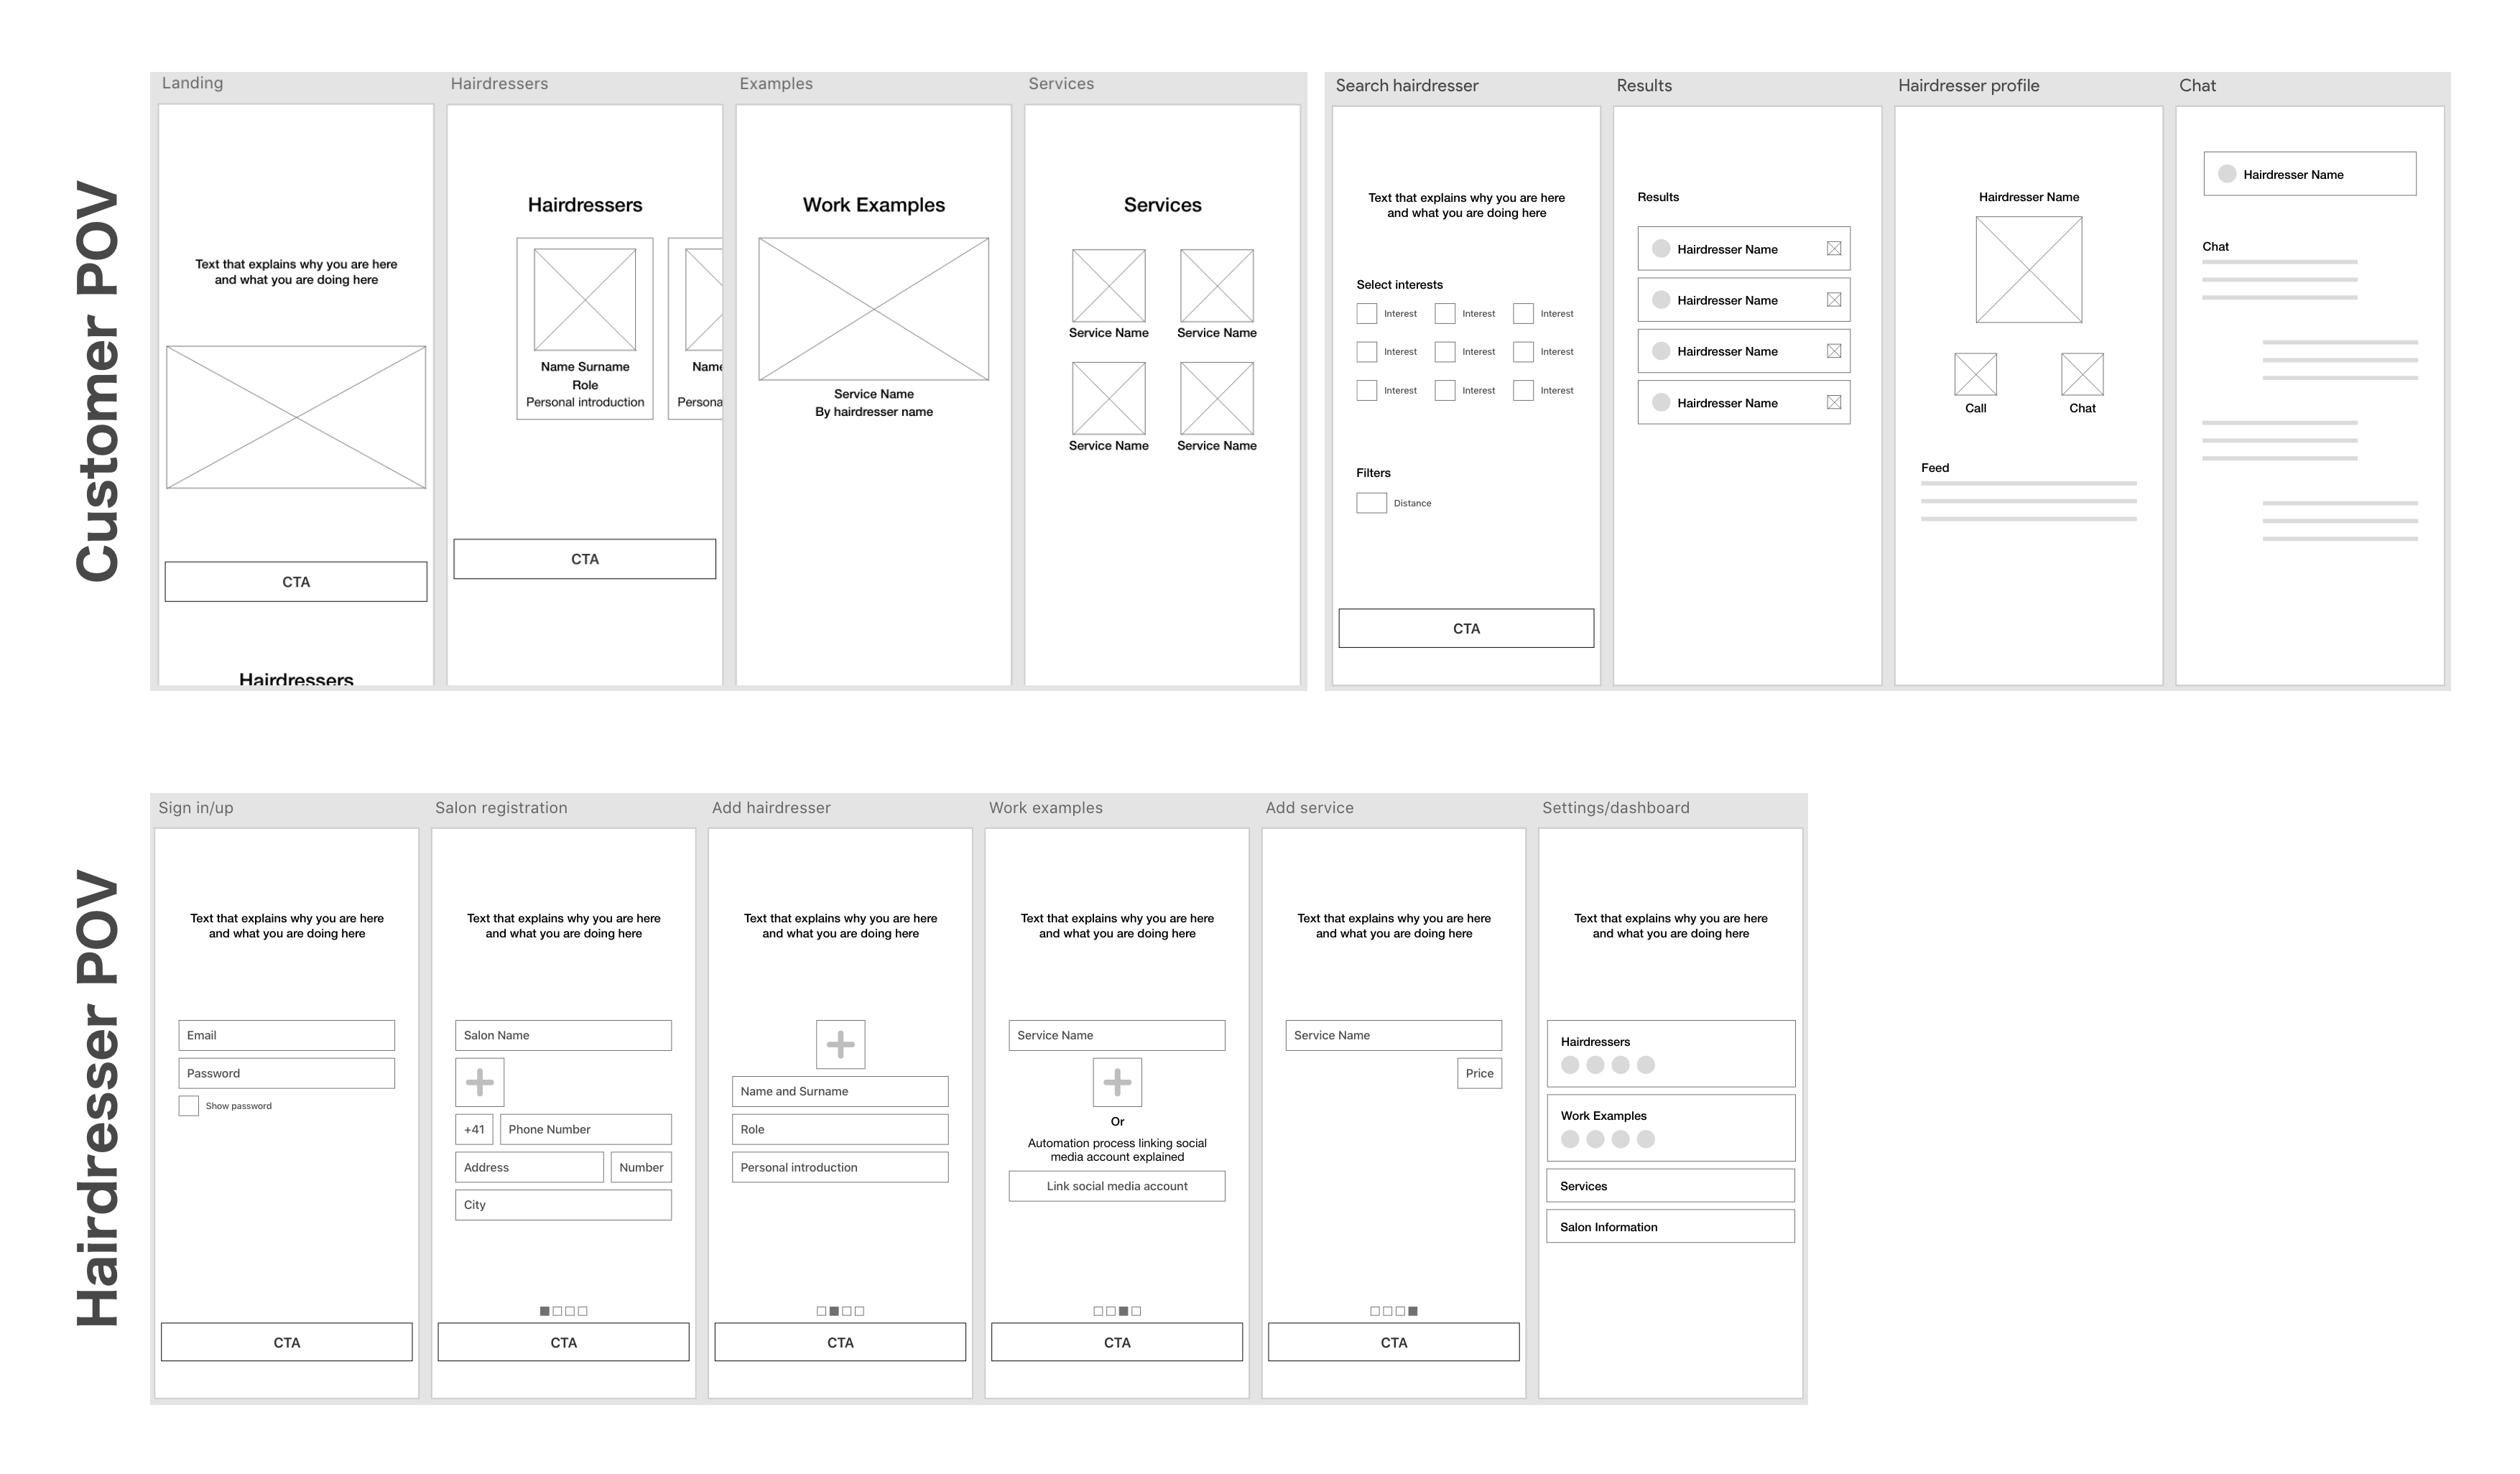 Customer POV
Landing
Text that explains why you are here
and what you are doing here
CTA
Hairdressers
Hairdressers
Hairdressers
Name Surname
Role
Personal introduction
Name
Persona
CTA
Examples
Work Examples
Service Name
By hairdresser name
Services
Services
Service Name Service Name
Service Name Service Name
Search hairdresser
Text that explains why you are here
and what you are doing here
Select interests
Interest Interest Interest
Interest Interest Interest
Interest Interest Interest
Filters
Distance
CTA
Results
Results
Hairdresser Name
Hairdresser Name
Hairdresser Name
Hairdresser Name
Hairdresser profile
Hairdresser Name
Call Chat
Feed
Chat
Hairdresser Name
Chat
Hairdresser POV
Sign in/up
Text that explains why you are here
and what you are doing here
Email
Password
Show password
CTA
Salon registration
Text that explains why you are here
and what you are doing here
Salon Name
+41 Phone Number
Address Number
City
CTA
Add hairdresser
Text that explains why you are here
and what you are doing here
Name and Surname
Role
Personal introduction
CTA
Work examples
Text that explains why you are here
and what you are doing here
Service Name
Or
Automation process linking social
media account explained
Link social media account
CTA
Add service
Text that explains why you are here
and what you are doing here
Service Name
Price
CTA
Settings/dashboard
Text that explains why you are here
and what you are doing here
Hairdressers
Work Examples
Services
Salon Information